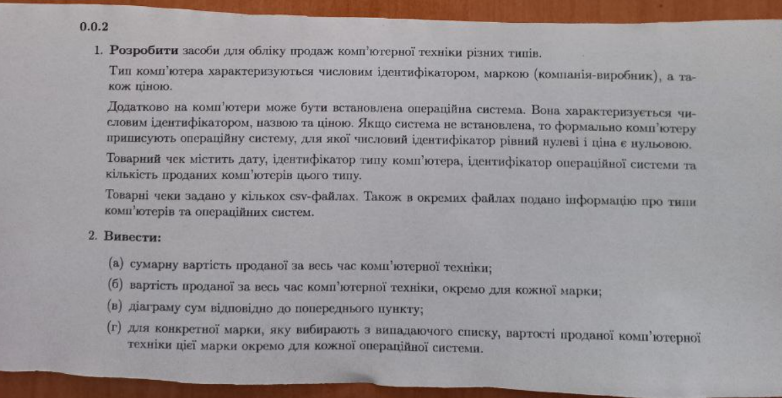 0.0.2
1. Розробити засоби для обліку продаж комп'ютерної техніки різних типів.
Тип комп'ютера характеризуються числовим ідентифікатором, маркою (компанія-виробник), а та-
кож ціною.
Додатково на комп'ютери може бути встановлена операційна система. Вона характеризується чи-
словим ідентифікатором, назвою та ціною. Якщо система не встановлена, то формально комп'ютеру
приписують операційну систему, для якої числовий ідентифікатор рівний нулеві і ціна є нульовою.
Товарний чек містить дату, ідентифікатор типу комп'ютера, ідентифікатор операційної системи та
кількість проданих комп'ютерів цього типу.
Товарні чеки задано у кількох csv-файлах. Також в окремих файлах подано інформацію про типи
комп'ютерів та операційних систем.
2. Вивести:
(а) сумарну вартість проданої за весь час комп'ютерної техніки;
(б) вартість проданої за весь час комп'ютерної техніки, окремо для кожної марки;
(в) діаграму сум відповідно до попереднього пункту;
(г) для конкретної марки, яку вибирають з випадаючого списку, вартості проданої комп'ютерної
техніки цієї марки окремо для кожної операційної системи.